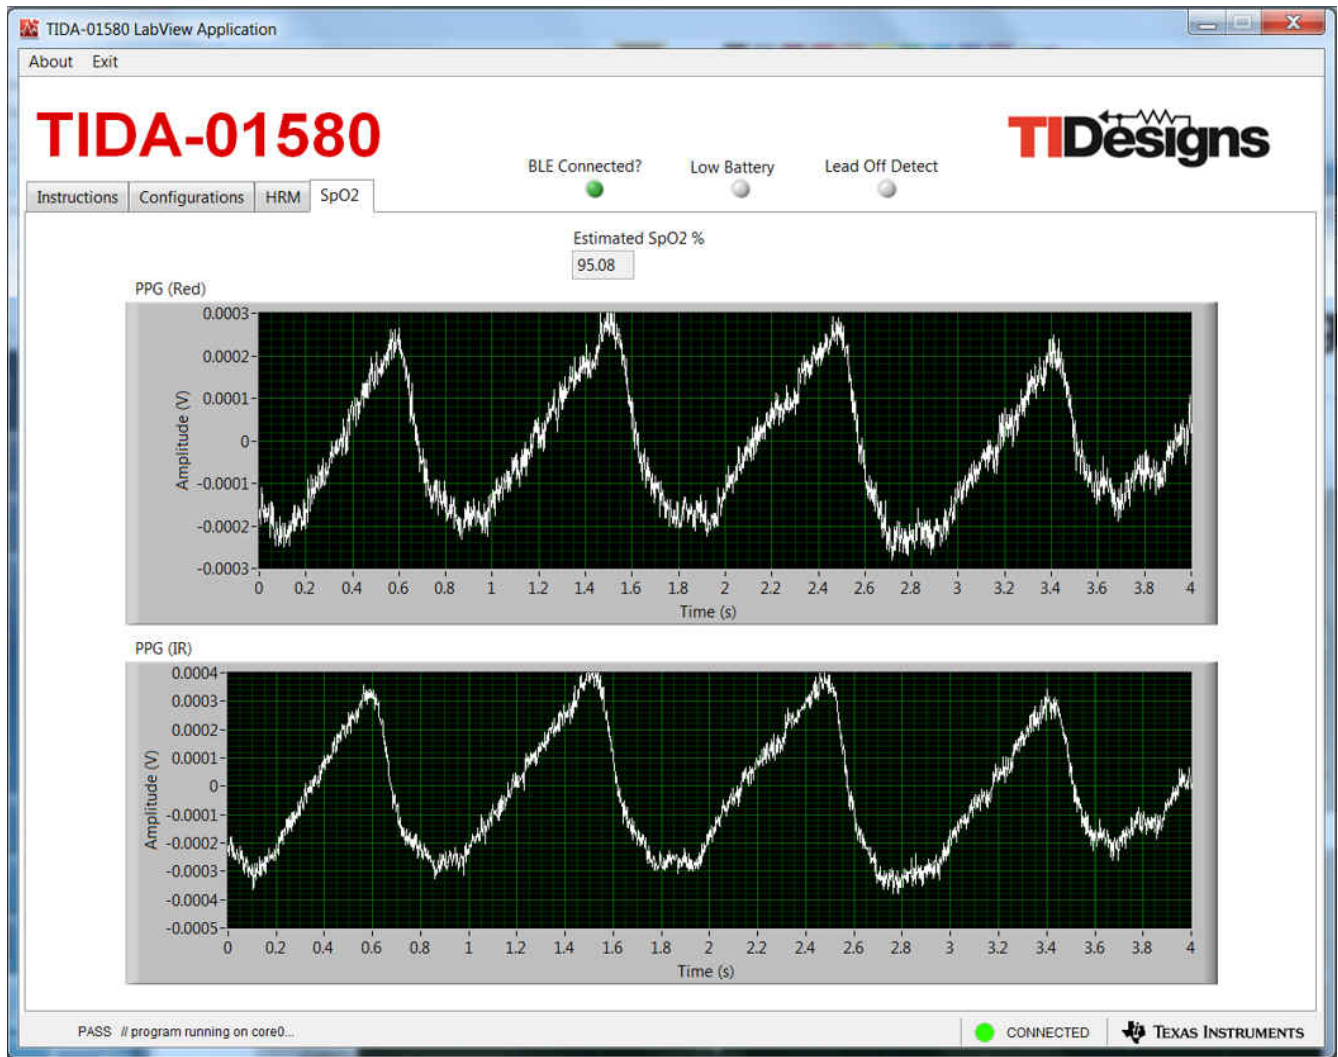 TIDA-01580 LabView Application
About Exit
TIDA-01580
TIDesigns
BLE Connected? Low Battery Lead Off Detect
Instructions Configurations HRM SpO2
Estimated SpO2 %
95.08
PPG (Red)
0.0003
0.0002
0.0001
0
-0.0001
-0.0002
-0.0003
Amplitude (V)
0 0.2 0.4 0.6 0.8 1 1.2 1.4 1.6 1.8 2 2.2 2.4 2.6 2.8 3 3.2 3.4 3.6 3.8 4
Time (s)
PPG (IR)
0.0004
0.0003
0.0002
0.0001
0
-0.0001
-0.0002
-0.0003
-0.0004
-0.0005
Amplitude (V)
0 0.2 0.4 0.6 0.8 1 1.2 1.4 1.6 1.8 2 2.2 2.4 2.6 2.8 3 3.2 3.4 3.6 3.8 4
Time (s)
PASS // program running on core0...
CONNECTED
TEXAS INSTRUMENTS